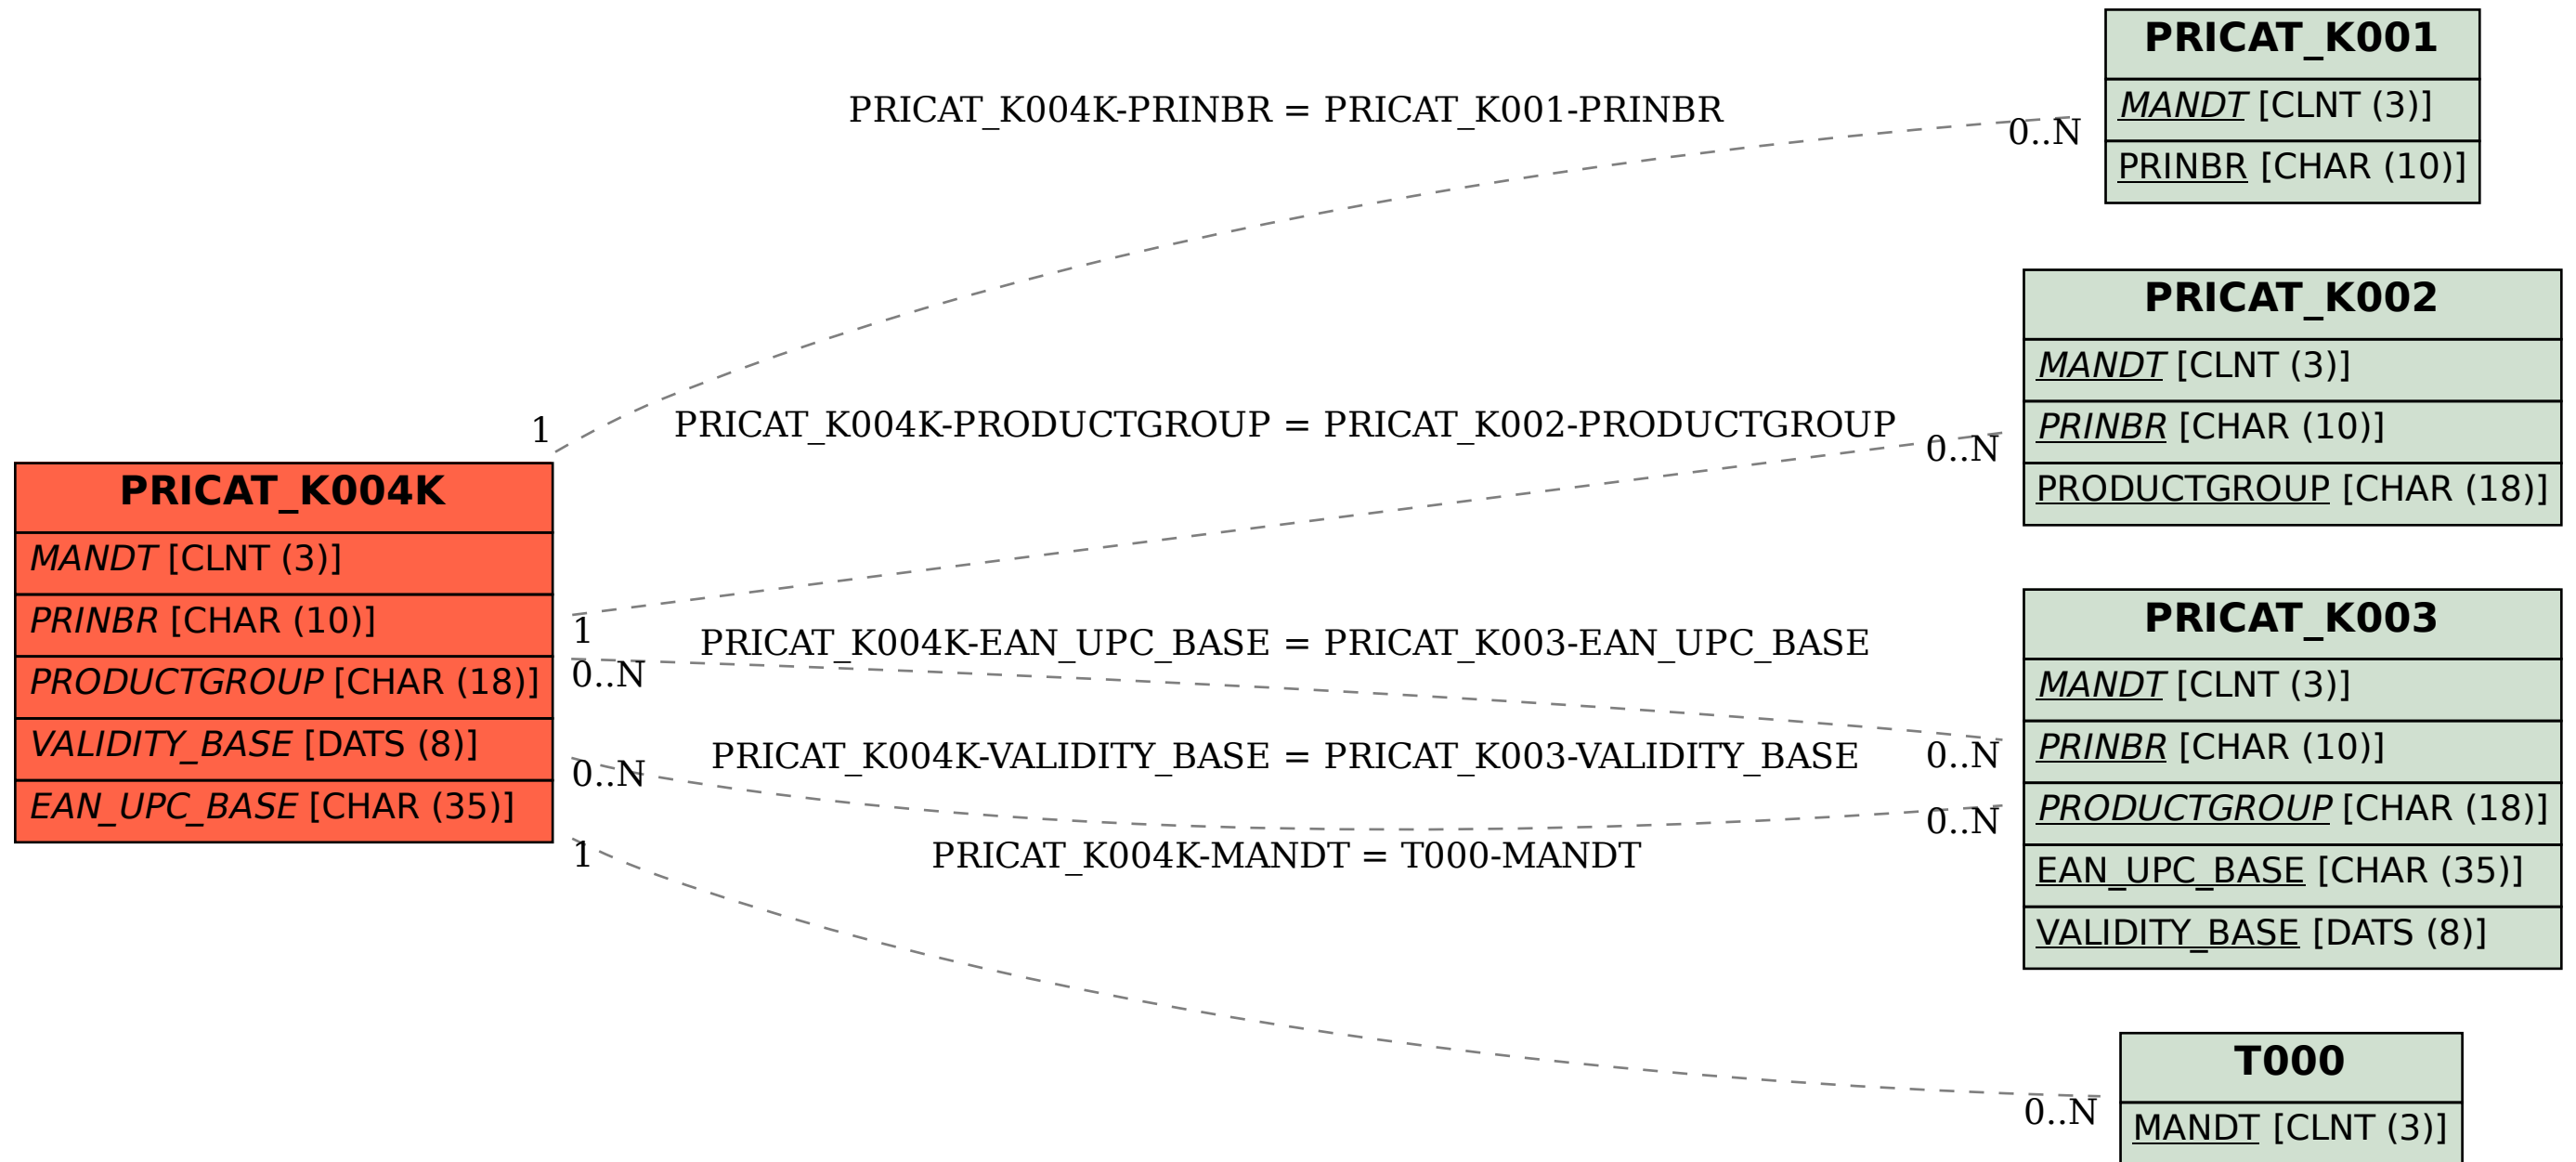 PRICAT_K001
MANDT [CLNT (3)]
PRINBR [CHAR (10)]
PRICAT_K004K-PRINBR = PRICAT_K001-PRINBR
0..N
1
PRICAT_K002
MANDT [CLNT (3)]
PRINBR [CHAR (10)]
PRODUCTGROUP [CHAR (18)]
PRICAT_K004K-PRODUCTGROUP = PRICAT_K002-PRODUCTGROUP
0..N
1
PRICAT_K004K
MANDT [CLNT (3)]
PRINBR [CHAR (10)]
PRODUCTGROUP [CHAR (18)]
VALIDITY_BASE [DATS (8)]
EAN_UPC_BASE [CHAR (35)]
PRICAT_K004K-EAN_UPC_BASE = PRICAT_K003-EAN_UPC_BASE
0..N
0..N
PRICAT_K004K-VALIDITY_BASE = PRICAT_K003-VALIDITY_BASE
0..N
0..N
PRICAT_K003
MANDT [CLNT (3)]
PRINBR [CHAR (10)]
PRODUCTGROUP [CHAR (18)]
EAN_UPC_BASE [CHAR (35)]
VALIDITY_BASE [DATS (8)]
PRICAT_K004K-MANDT = T000-MANDT
1
0..N
T000
MANDT [CLNT (3)]